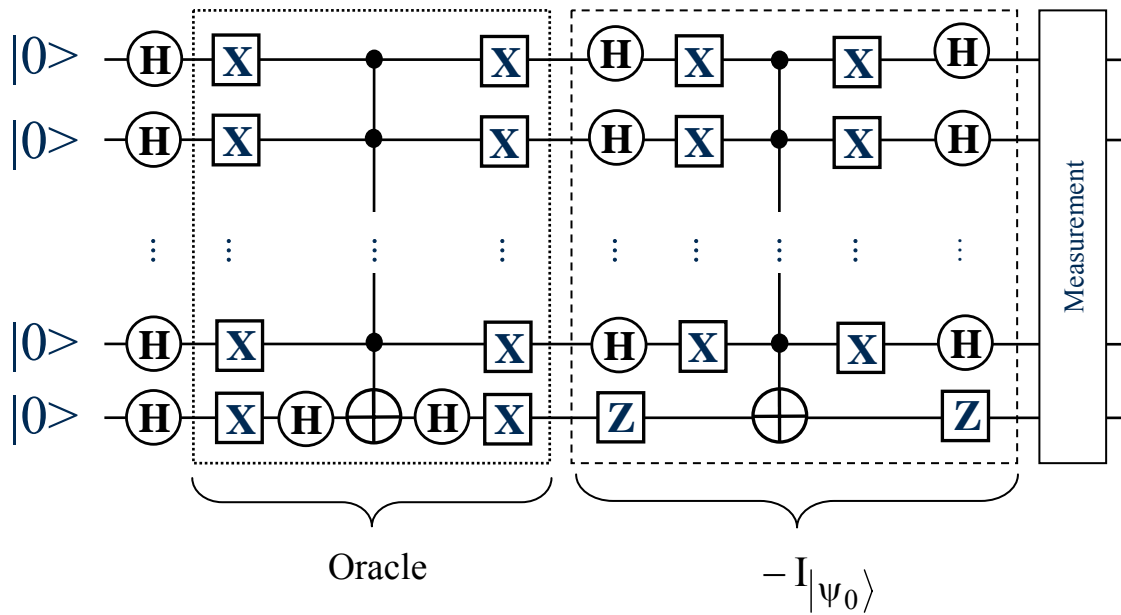 |0> H X X H X X H
|0> H X X H X X H
⋮ ⋮ ⋮ ⋮ ⋮ ⋮ ⋮ ⋮
|0> H X X H X X H
|0> H X H H X Z Z
Measurement
Oracle
− I|ψ₀⟩